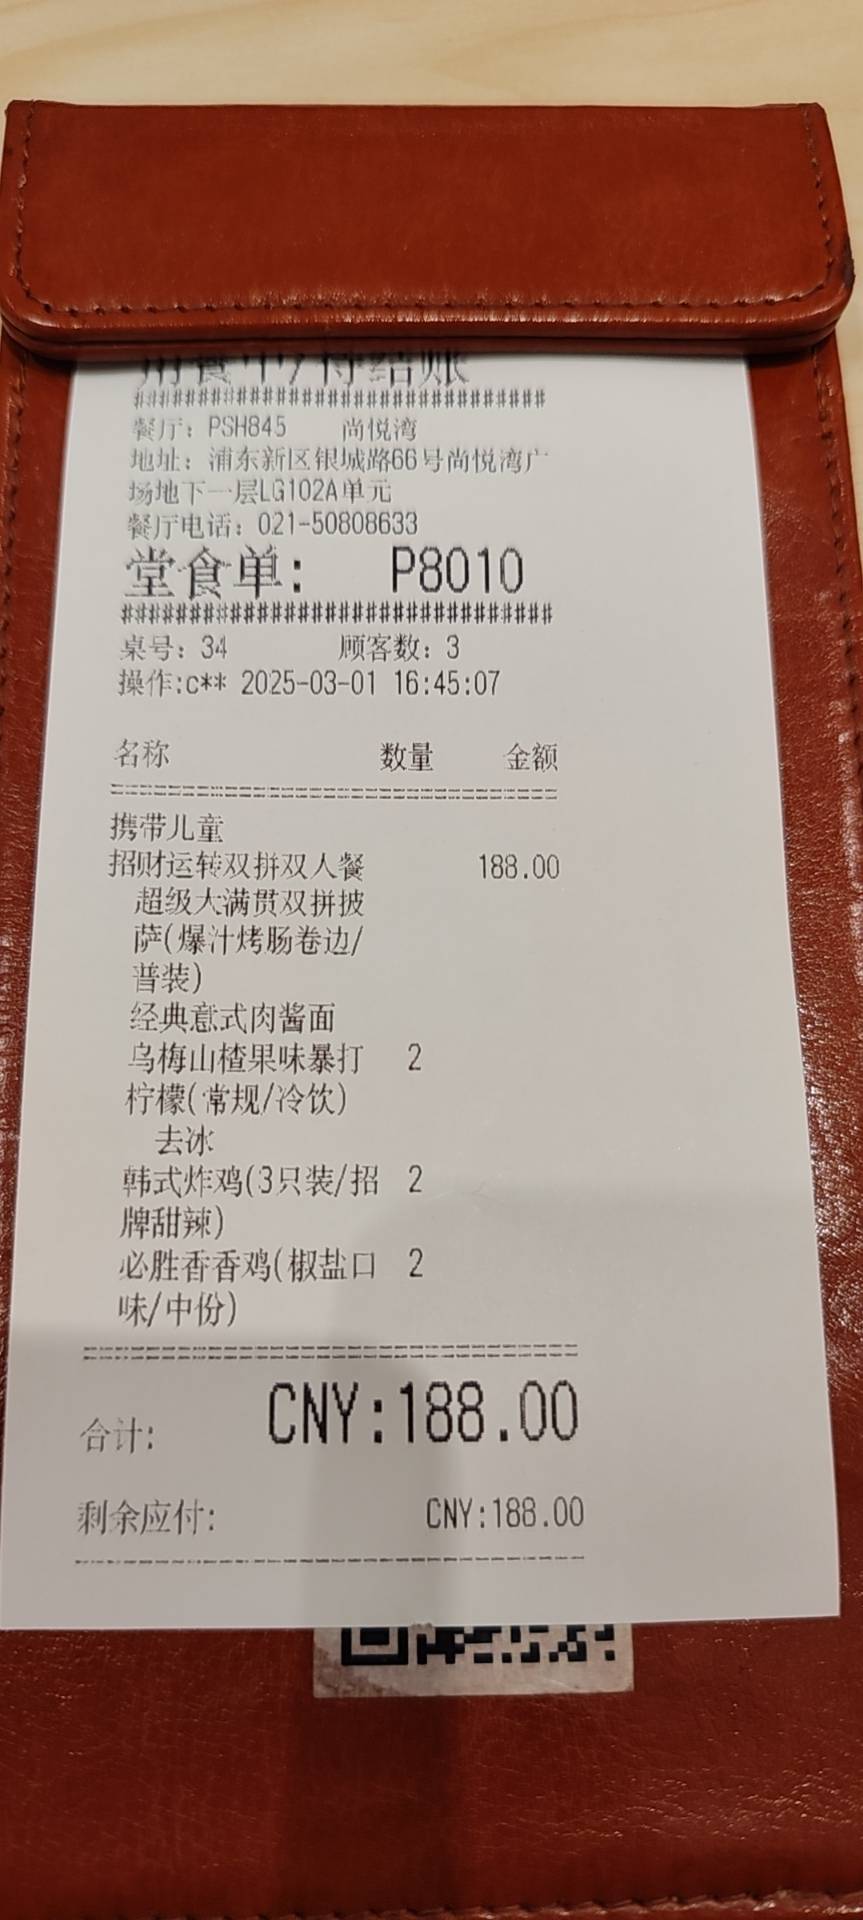 用餐中,待结账
######################################
餐厅: PSH845 尚悦湾
地址: 浦东新区银城路66号尚悦湾广
场地下一层LG102A单元
餐厅电话: 021-50808633
堂食单: P8010
######################################
桌号: 34 顾客数: 3
操作:c** 2025-03-01 16:45:07
名称 数量 金额
携带儿童
招财运转双拼双人餐 188.00
超级大满贯双拼披
萨(爆汁烤肠卷边/
普装)
经典意式肉酱面
乌梅山楂果味暴打 2
柠檬(常规/冷饮)
去冰
韩式炸鸡(3只装/招 2
牌甜辣)
必胜香香鸡(椒盐口 2
味/中份)
合计: CNY:188.00
剩余应付: CNY:188.00